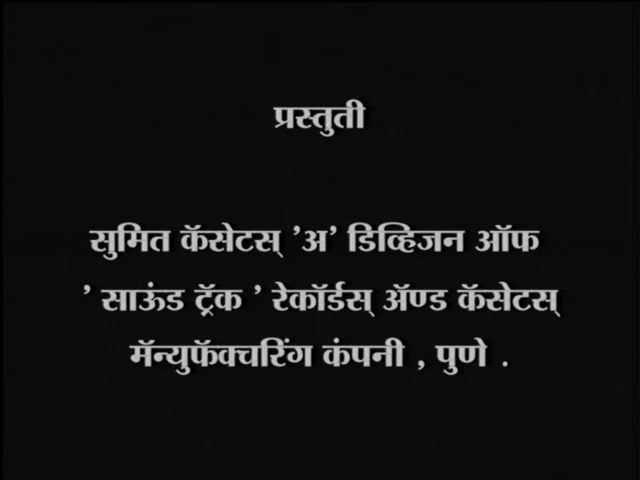 प्रस्तुती
सुमित कॅसेटस् ’अ’ डिव्हिजन ऑफ
’ साऊंड ट्रॅक ’ रेकॉर्डस् ॲण्ड कॅसेटस्
मॅन्युफॅक्चरिंग कंपनी , पुणे .